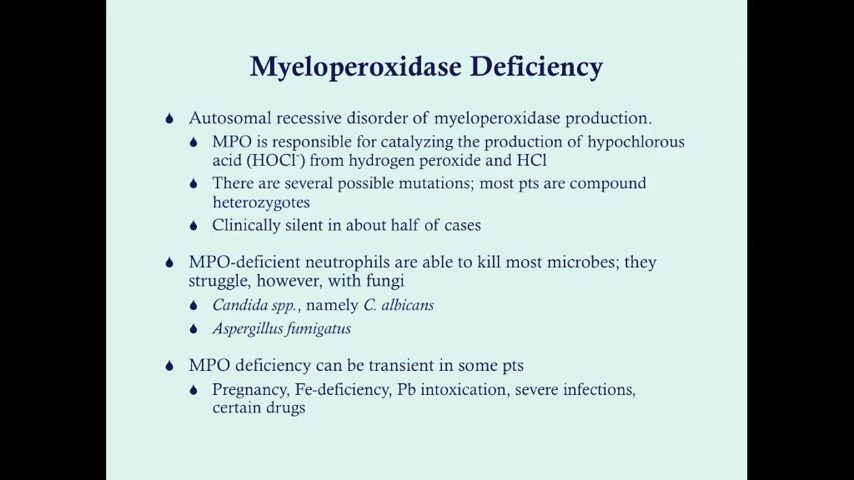 Myeloperoxidase Deficiency
Autosomal recessive disorder of myeloperoxidase production.
MPO is responsible for catalyzing the production of hypochlorous
acid (HOCl⁻) from hydrogen peroxide and HCl
There are several possible mutations; most pts are compound
heterozygotes
Clinically silent in about half of cases
MPO-deficient neutrophils are able to kill most microbes; they
struggle, however, with fungi
Candida spp., namely C. albicans
Aspergillus fumigatus
MPO deficiency can be transient in some pts
Pregnancy, Fe-deficiency, Pb intoxication, severe infections,
certain drugs